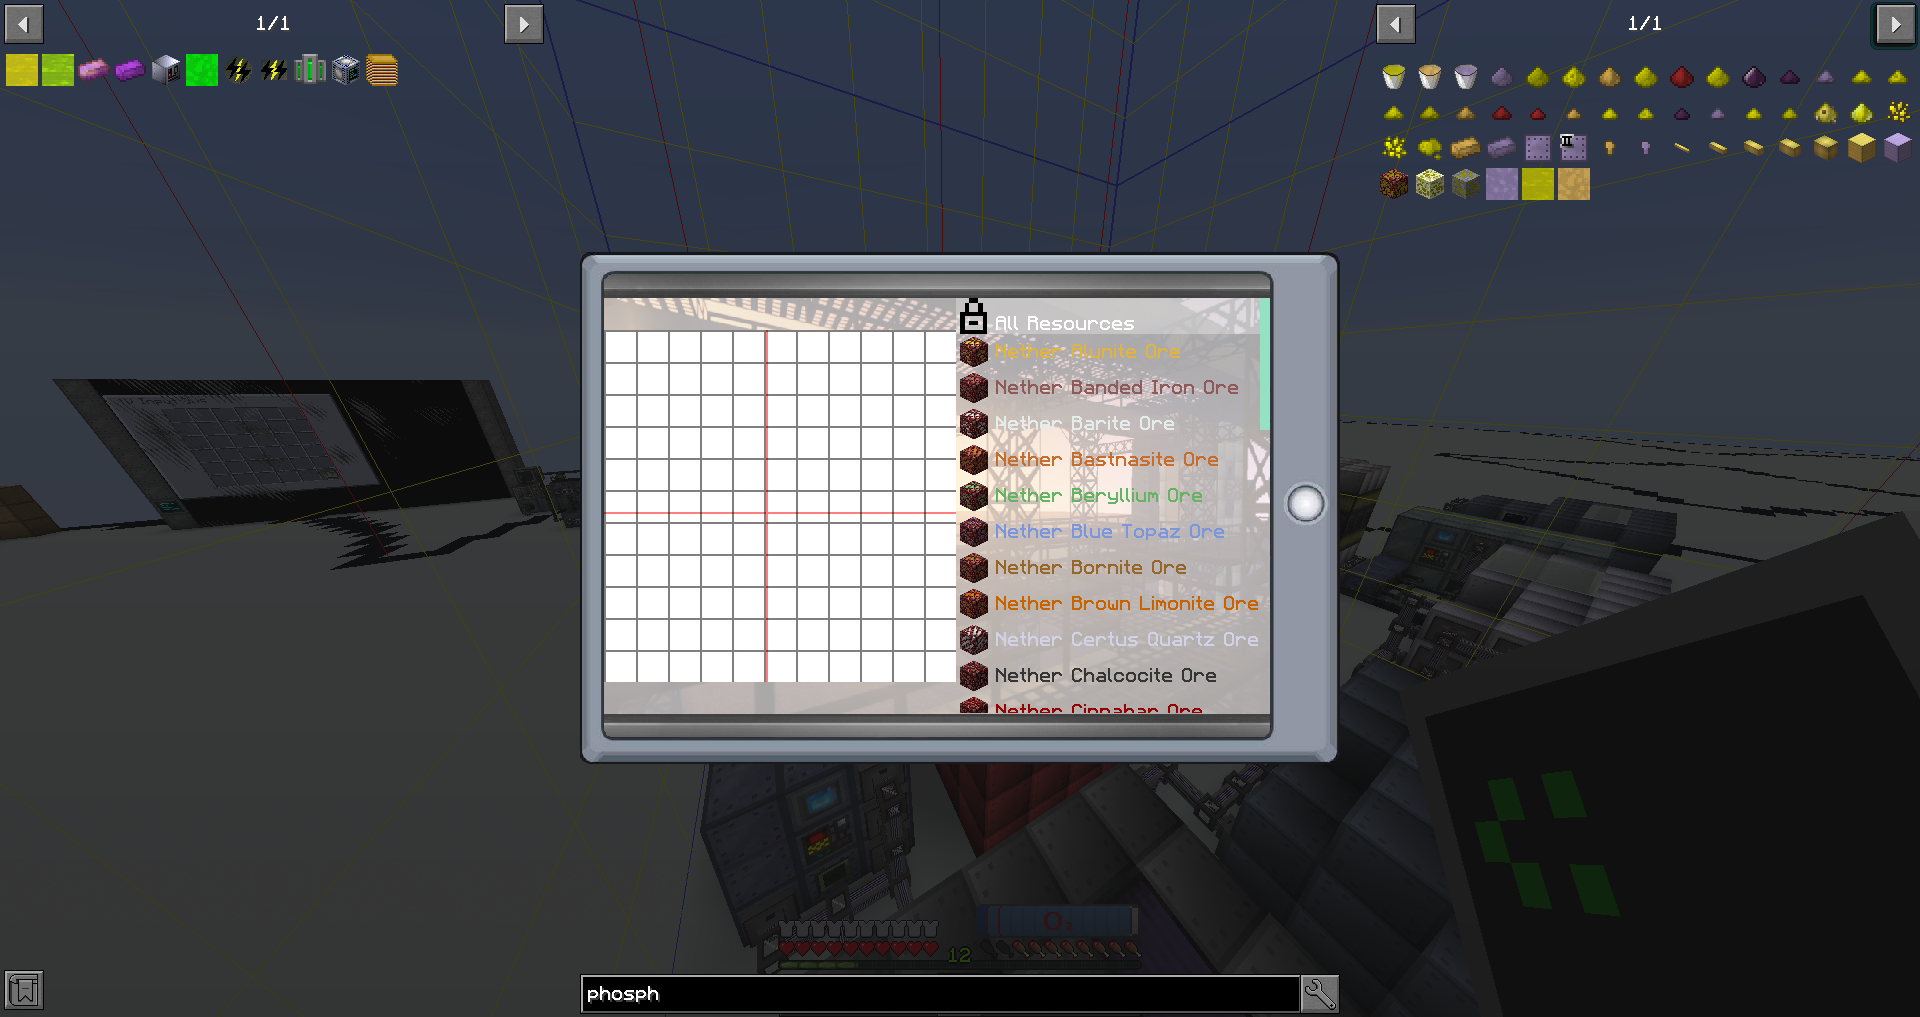 1/1
1/1
All Resources
Nether Alunite Ore
Nether Banded Iron Ore
Nether Barite Ore
Nether Bastnasite Ore
Nether Beryllium Ore
Nether Blue Topaz Ore
Nether Bornite Ore
Nether Brown Limonite Ore
Nether Certus Quartz Ore
Nether Chalcocite Ore
Nether Cinnabar Ore
O₂
12
phosph